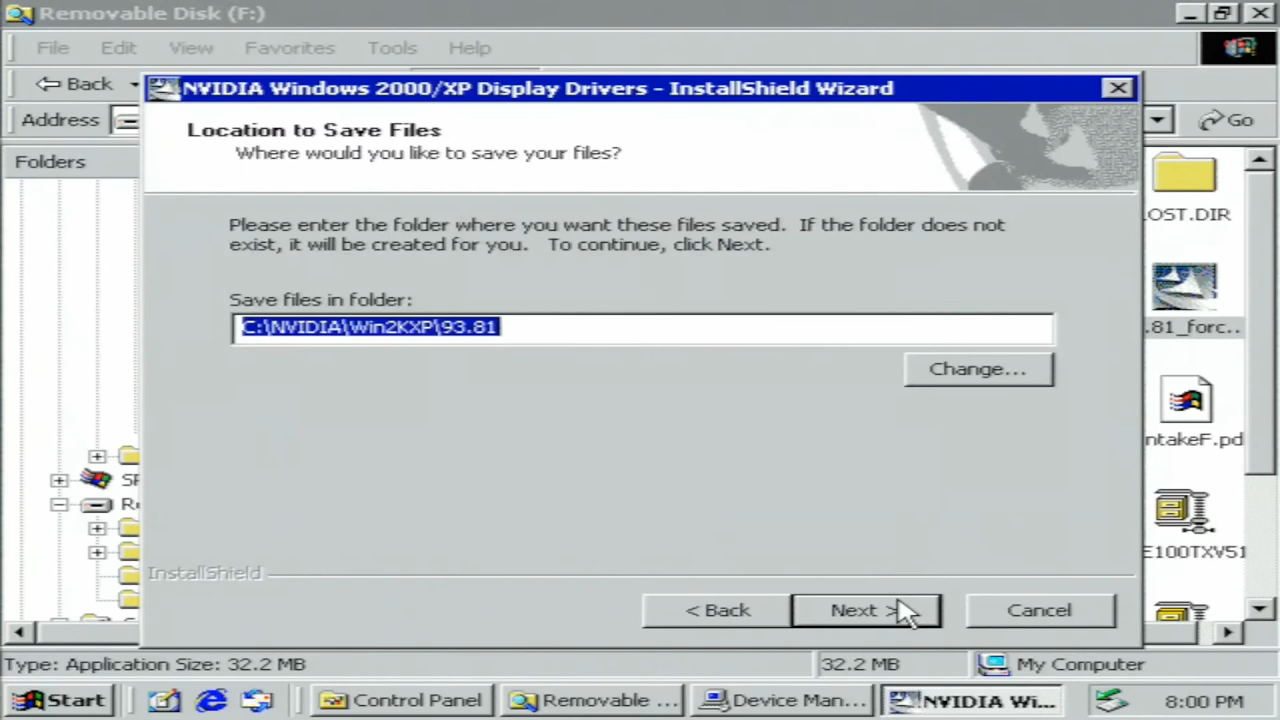 Removable Disk (F:)
File Edit View Favorites Tools Help
Back
Address
Go
Folders
NVIDIA Windows 2000/XP Display Drivers - InstallShield Wizard
Location to Save Files
Where would you like to save your files?
Please enter the folder where you want these files saved. If the folder does not
exist, it will be created for you. To continue, click Next.
Save files in folder:
C:\NVIDIA\Win2KXP\93.81
Change...
InstallShield
< Back Next > Cancel
OST.DIR
.81_forc..
ntakeF.pd
E100TXV51
Type: Application Size: 32.2 MB
32.2 MB
My Computer
Start
Control Panel
Removable ...
Device Man...
NVIDIA Wi...
8:00 PM